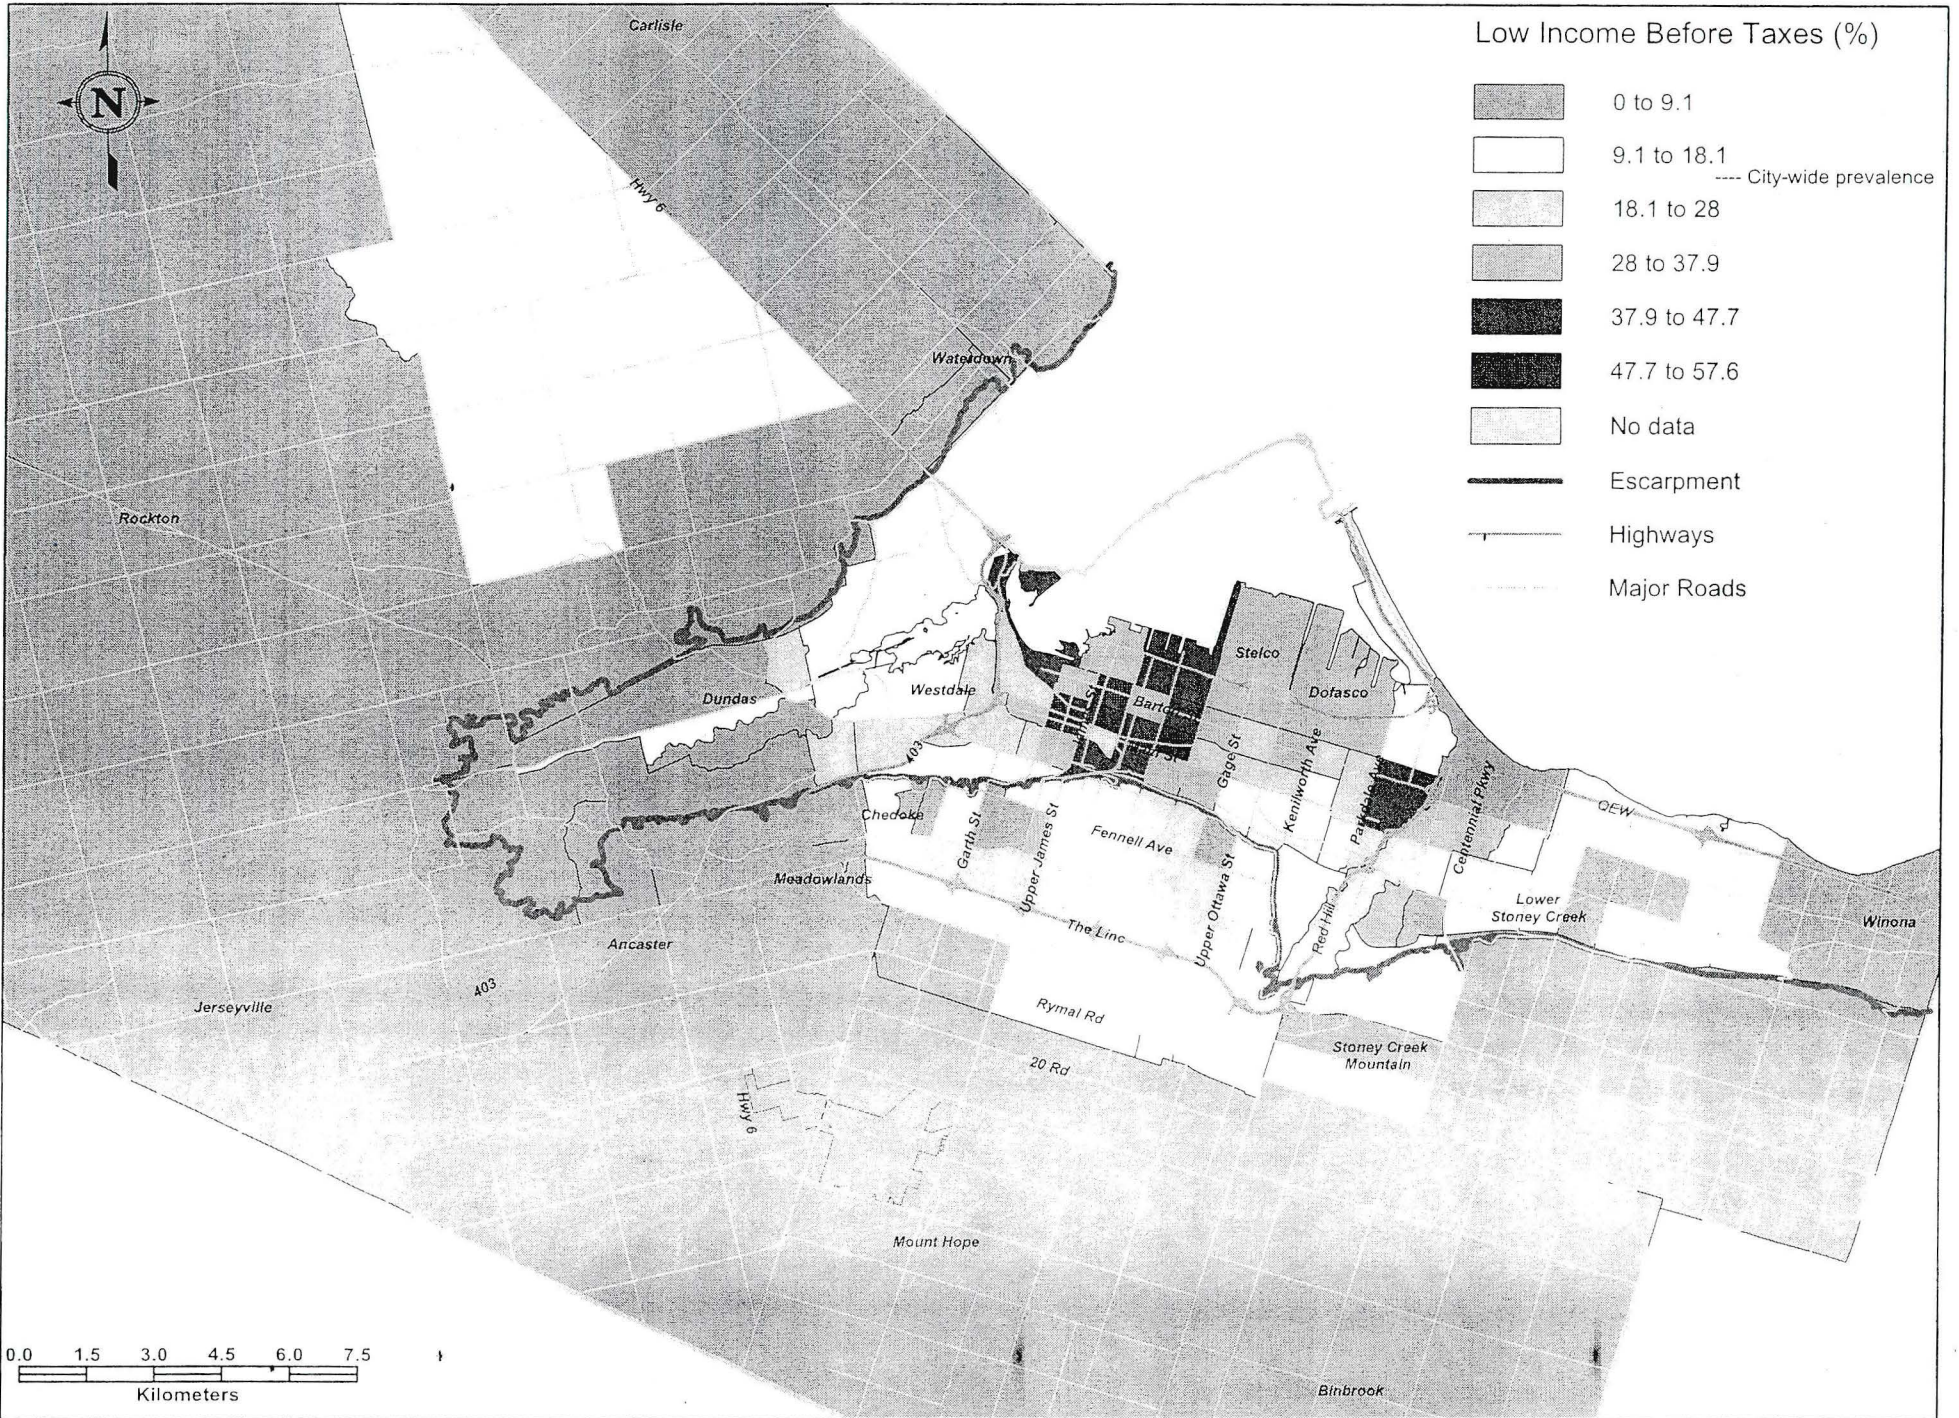 Carlisle
Low Income Before Taxes (%)
N
0 to 9.1
9.1 to 18.1
---- City-wide prevalence
18.1 to 28
28 to 37.9
37.9 to 47.7
47.7 to 57.6
No data
Escarpment
Highways
Major Roads
Hwy 6
Waterdown
Rockton
Stelco
Dofasco
Dundas
Westdale
403
Gage St
Kenilworth Ave
Parkdale Ave
Centennial Pkwy
QEW
Chedoke
Garth St
Upper James St
Fennell Ave
Upper Ottawa St
Meadowlands
Red Hill
Lower
Stoney Creek
Winona
The Linc
Ancaster
403
Jerseyville
Rymal Rd
20 Rd
Stoney Creek
Mountain
Hwy 6
Mount Hope
Binbrook
0.0 1.5 3.0 4.5 6.0 7.5
Kilometers